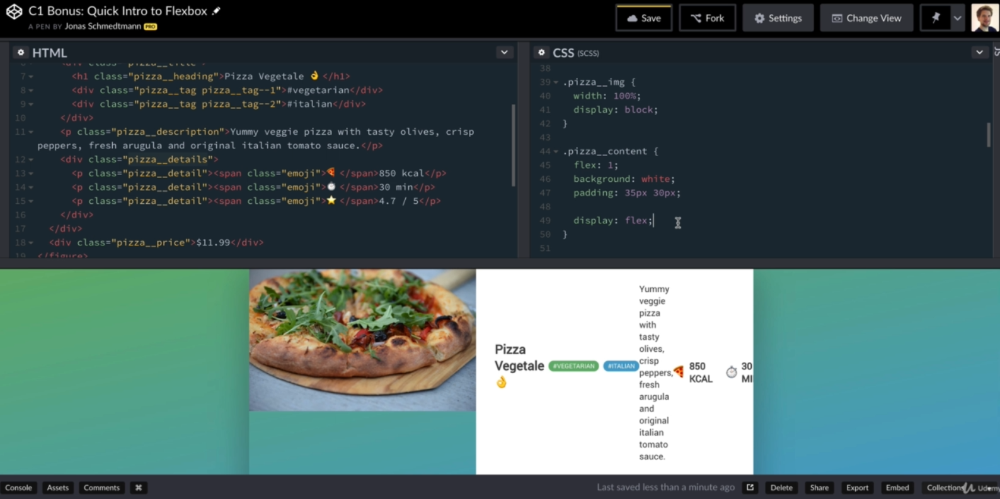 C1 Bonus: Quick Intro to Flexbox
A PEN BY Jonas Schmedtmann PRO
Save
Fork
Settings
Change View
HTML
6 <div class="pizza__title">
7 <h1 class="pizza__heading">Pizza Vegetale 👌 </h1>
8 <div class="pizza__tag pizza__tag--1">#vegetarian</div>
9 <div class="pizza__tag pizza__tag--2">#italian</div>
10 </div>
11 <p class="pizza__description">Yummy veggie pizza with tasty olives, crisp
peppers, fresh arugula and original italian tomato sauce.</p>
12 <div class="pizza__details">
13 <p class="pizza__detail"><span class="emoji">🍕 </span>850 kcal</p>
14 <p class="pizza__detail"><span class="emoji">⏱ </span>30 min</p>
15 <p class="pizza__detail"><span class="emoji">⭐ </span>4.7 / 5</p>
16 </div>
17 </div>
18 <div class="pizza__price">$11.99</div>
19 </figure>
CSS (SCSS)
JS
38
39 .pizza__img {
40 width: 100%;
41 display: block;
42 }
43
44 .pizza__content {
45 flex: 1;
46 background: white;
47 padding: 35px 30px;
48
49 display: flex;
50 }
51
Pizza
Vegetale
👌
#VEGETARIAN
#ITALIAN
Yummy
veggie
pizza
with
tasty
olives,
crisp
peppers,
fresh
arugula
and
original
italian
tomato
sauce.
850
KCAL
30
MI
Console
Assets
Comments
⌘
Last saved less than a minute ago
Delete
Share
Export
Embed
Collections
Udemy